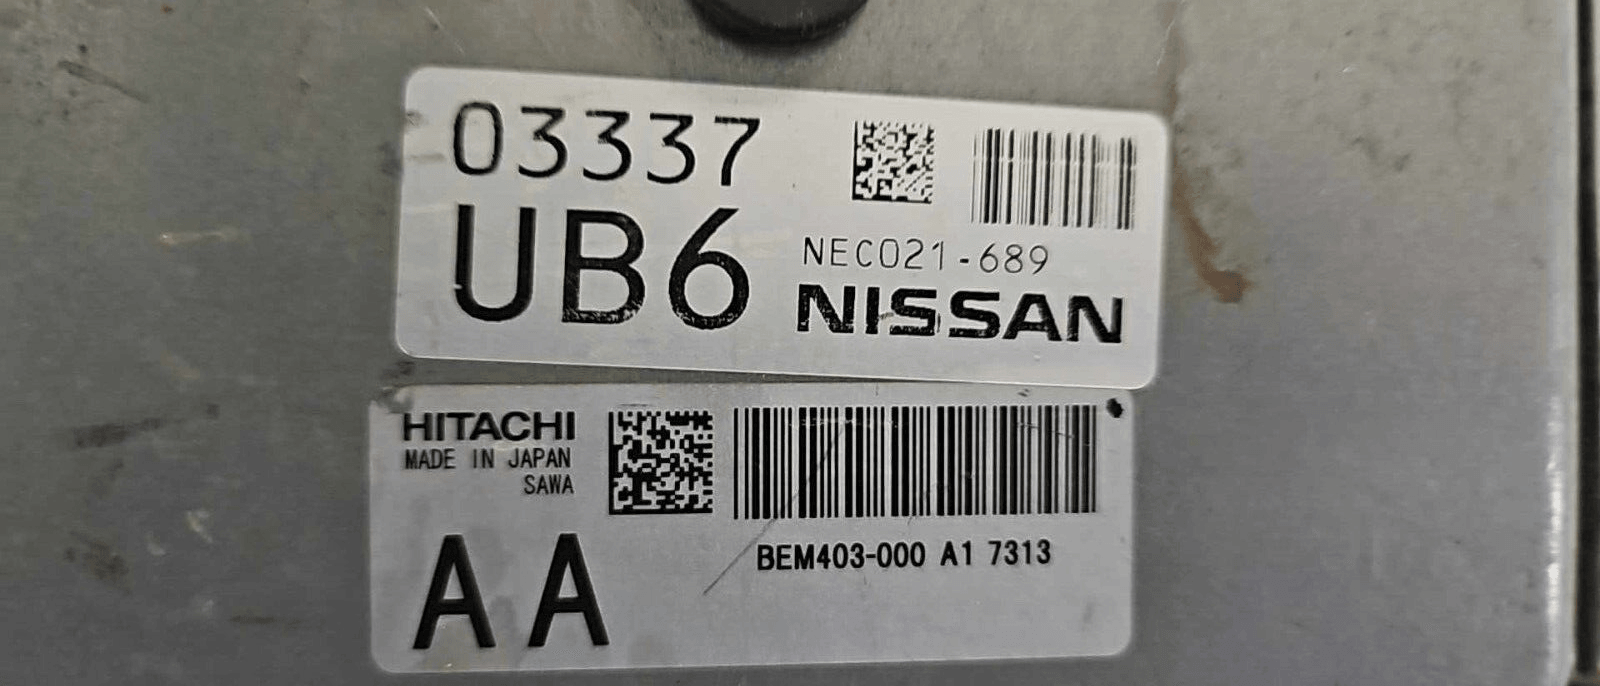 03337
UB6
NEC021-689
NISSAN
HITACHI
MADE IN JAPAN
SAWA
AA
BEM403-000 A1 7313